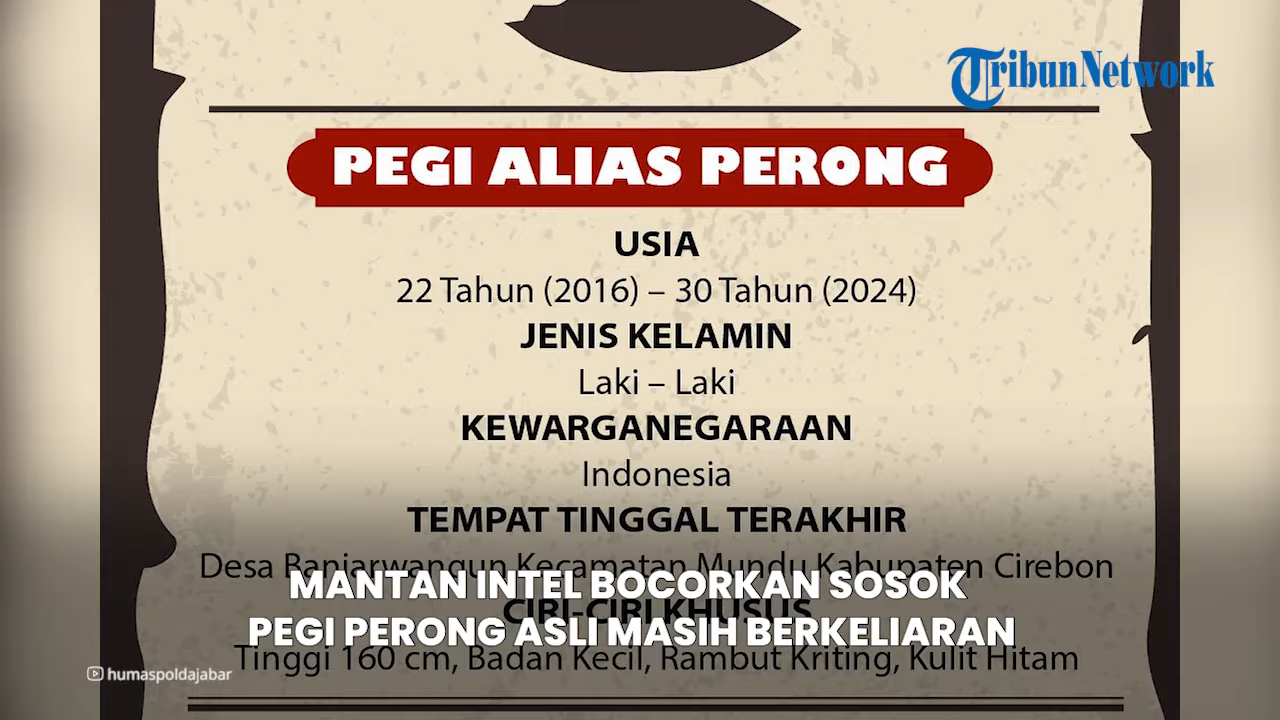 TribunNetwork
PEGI ALIAS PERONG
USIA
22 Tahun (2016) – 30 Tahun (2024)
JENIS KELAMIN
Laki – Laki
KEWARGANEGARAAN
Indonesia
TEMPAT TINGGAL TERAKHIR
Desa Banjarwangun Kecamatan Mundu Kabupaten Cirebon
MANTAN INTEL BOCORKAN SOSOK
CIRI-CIRI KHUSUS
PEGI PERONG ASLI MASIH BERKELIARAN
Tinggi 160 cm, Badan Kecil, Rambut Kriting, Kulit Hitam
humaspoldajabar